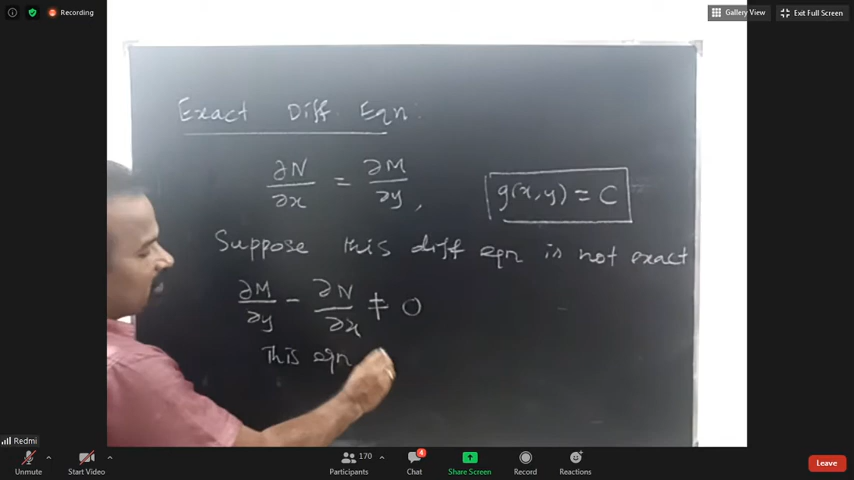 Recording
Gallery View
Exit Full Screen
Exact Diff. Eqn:
∂N/∂x = ∂M/∂y,
g(x,y) = C
Suppose this diff eqn is not exact
∂M/∂y − ∂N/∂x ≠ 0
This eqn
Redmi
Unmute
Start Video
170
Participants
4
Chat
Share Screen
Record
Reactions
Leave